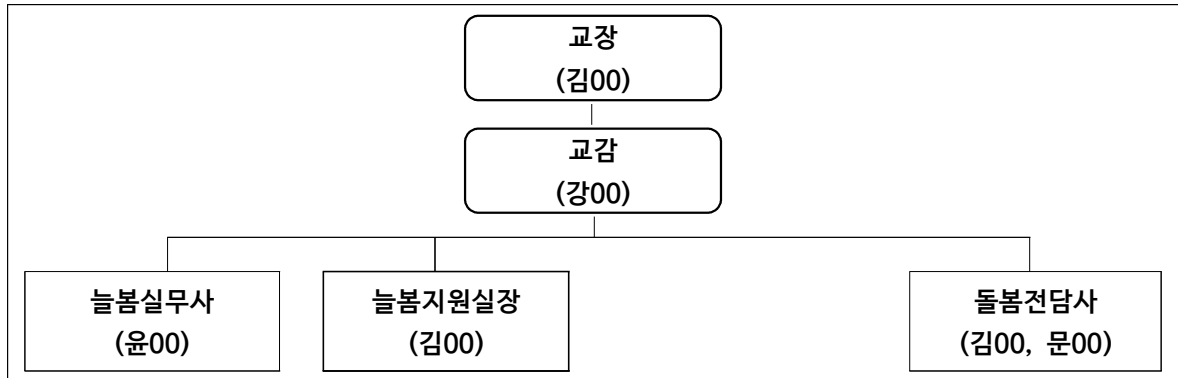 교장
(김00)
교감
(강00)
늘봄실무사
(윤00)
늘봄지원실장
(김00)
돌봄전담사
(김00, 문00)